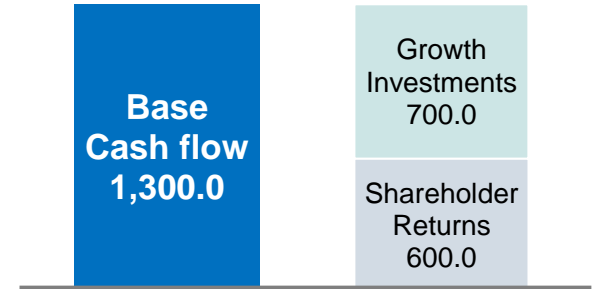 Base
Cash flow
1,300.0
Growth
Investments
700.0
Shareholder
Returns
600.0